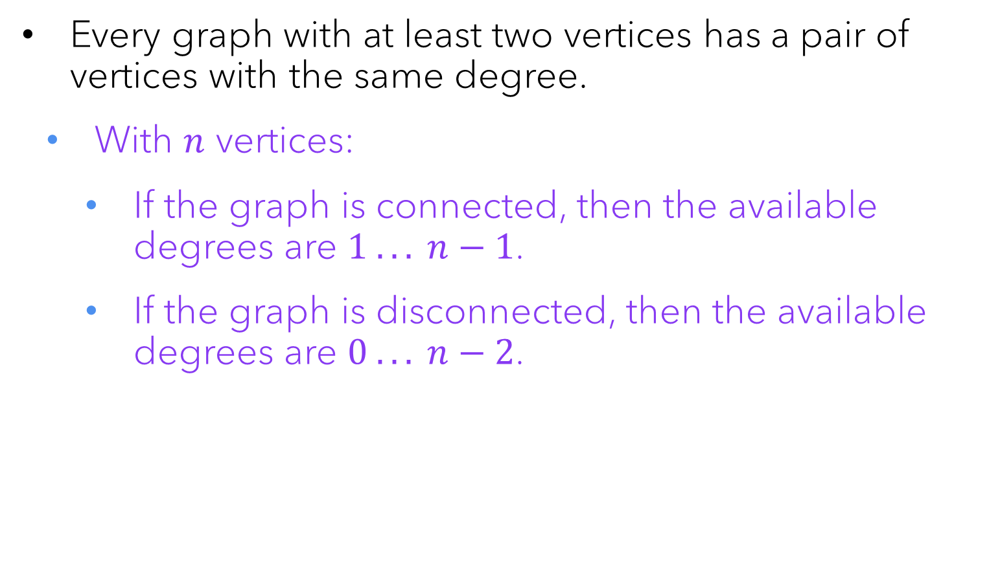 • Every graph with at least two vertices has a pair of
vertices with the same degree.
• With n vertices:
• If the graph is connected, then the available
degrees are 1 … n − 1.
• If the graph is disconnected, then the available
degrees are 0 … n − 2.